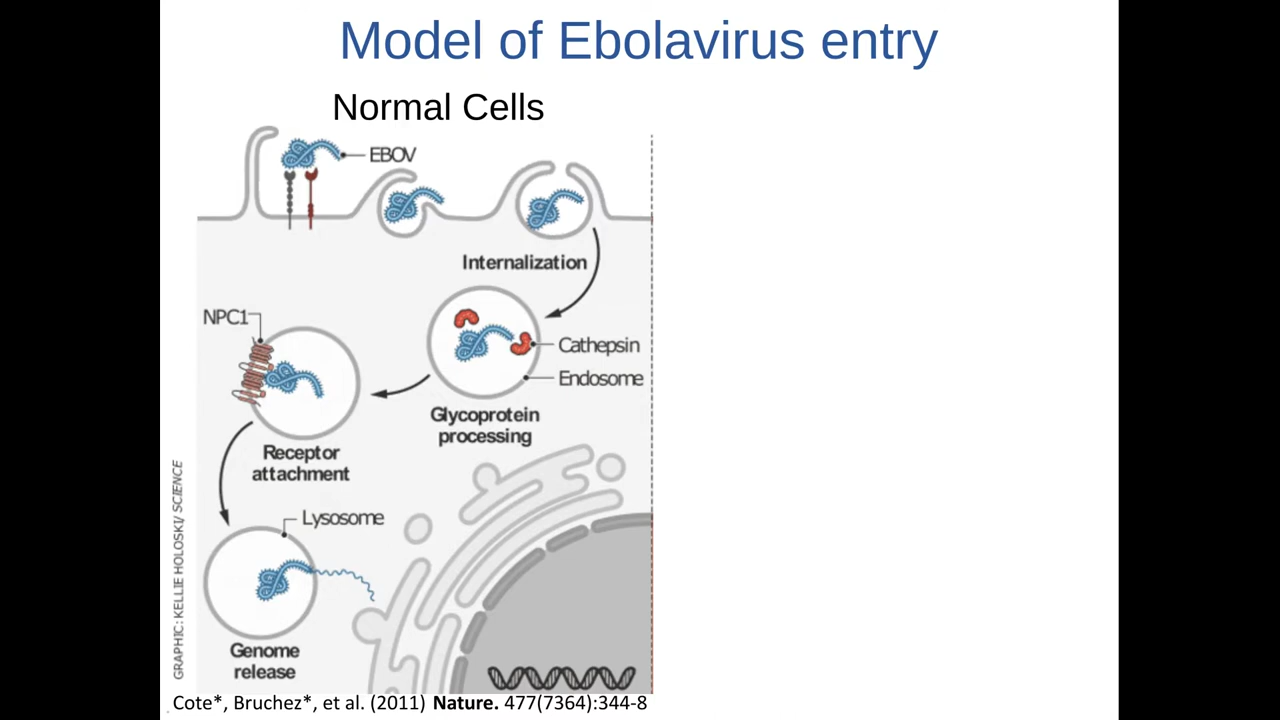 Model of Ebolavirus entry
Normal Cells
EBOV
Internalization
NPC1
Cathepsin
Endosome
Glycoprotein
processing
Receptor
attachment
Lysosome
Genome
release
GRAPHIC: KELLIE HOLOSKI/ SCIENCE
Cote*, Bruchez*, et al. (2011) Nature. 477(7364):344-8